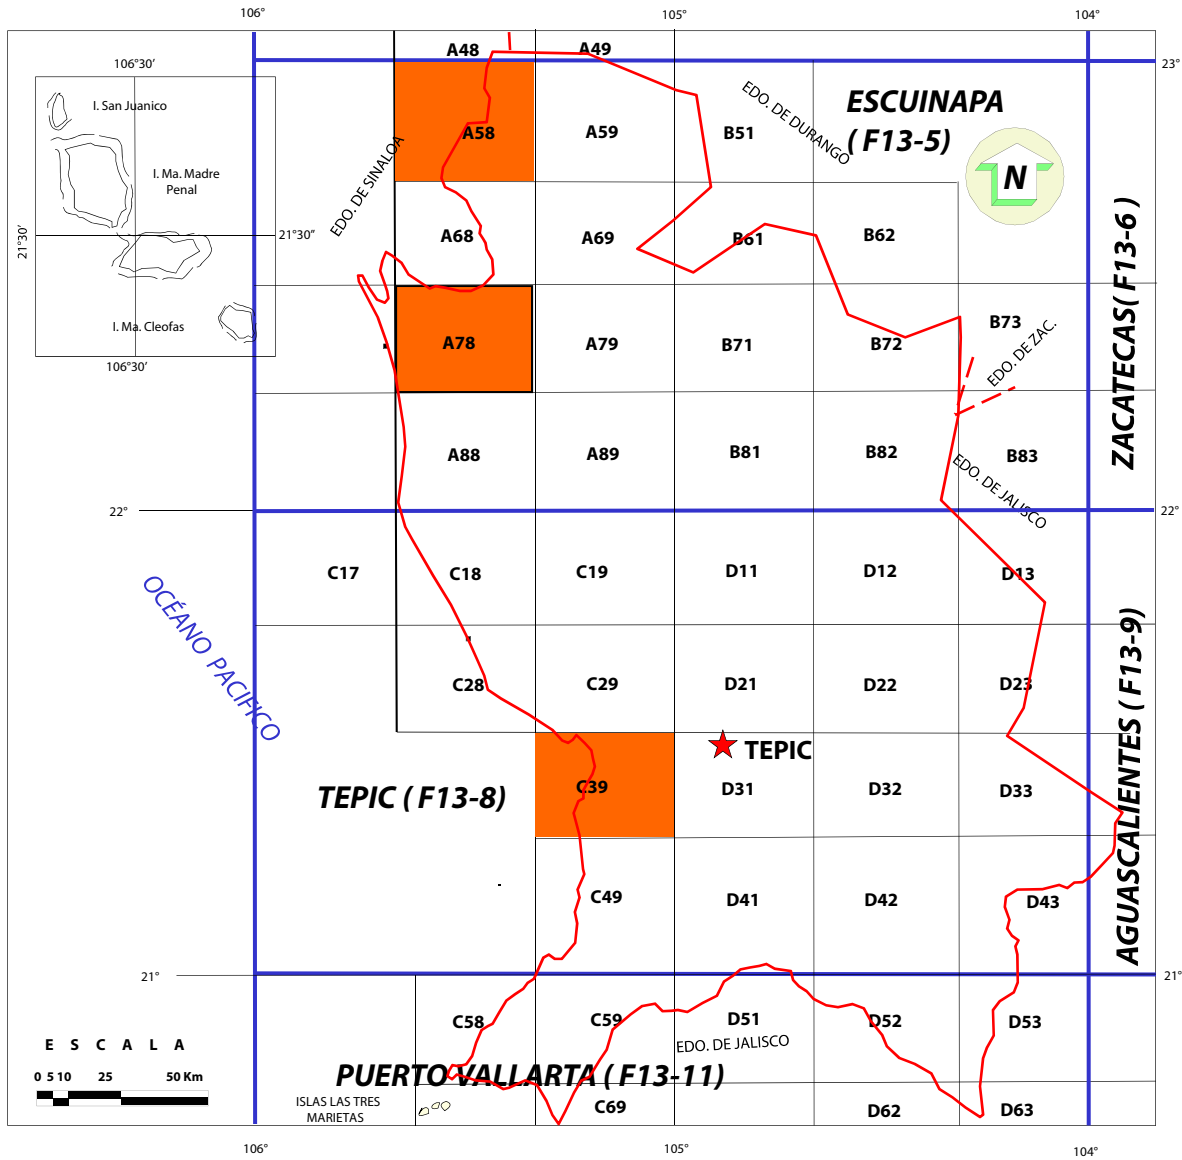 106°
105°
104°
A48
A49
23°
106°30'
I. San Juanico
I. Ma. Madre
Penal
21°30'
21°30"
I. Ma. Cleofas
106°30'
EDO. DE SINALOA
A58
A59
B51
EDO. DE DURANGO
ESCUINAPA
( F13-5)
N
A68
A69
B61
B62
ZACATECAS( F13-6 )
A78
A79
B71
B72
B73
EDO. DE ZAC.
A88
A89
B81
B82
B83
EDO. DE JALISCO
22°
22°
C17
C18
C19
D11
D12
D13
OCÉANO PACIFICO
C28
C29
D21
D22
D23
AGUASCALIENTES ( F13-9)
TEPIC
TEPIC ( F13-8)
C39
D31
D32
D33
C49
D41
D42
D43
21°
21°
C58
C59
D51
D52
D53
EDO. DE JALISCO
E S C A L A
0 5 10 25 50 Km
PUERTO VALLARTA ( F13-11)
ISLAS LAS TRES
MARIETAS
C69
D62
D63
106°
105°
104°